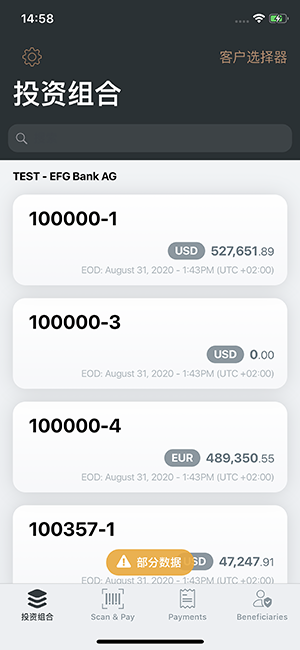 14:58
客户选择器
投资组合
TEST - EFG Bank AG
100000-1
USD 527,651.89
EOD: August 31, 2020 - 1:43PM (UTC +02:00)
100000-3
USD 0.00
EOD: August 31, 2020 - 1:43PM (UTC +02:00)
100000-4
EUR 489,350.55
EOD: August 31, 2020 - 1:43PM (UTC +02:00)
100357-1
部分数据 47,247.91
投资组合 Scan & Pay Payments Beneficiaries